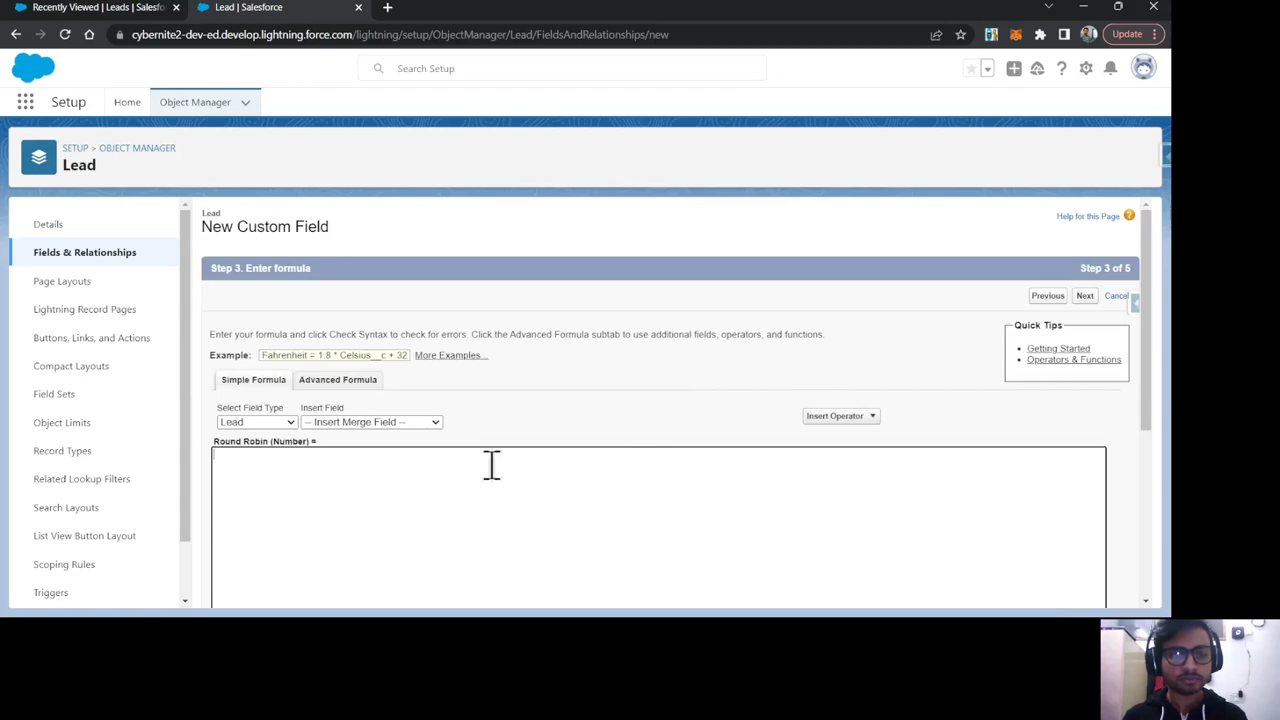 Recently Viewed | Leads | Salesfo
Lead | Salesforce
cybernite2-dev-ed.develop.lightning.force.com/lightning/setup/ObjectManager/Lead/FieldsAndRelationships/new
Update
Search Setup
Setup
Home
Object Manager
SETUP > OBJECT MANAGER
Lead
Details
Fields & Relationships
Page Layouts
Lightning Record Pages
Buttons, Links, and Actions
Compact Layouts
Field Sets
Object Limits
Record Types
Related Lookup Filters
Search Layouts
List View Button Layout
Scoping Rules
Triggers
Lead
New Custom Field
Help for this Page
Step 3. Enter formula
Step 3 of 5
Previous
Next
Cancel
Enter your formula and click Check Syntax to check for errors. Click the Advanced Formula subtab to use additional fields, operators, and functions.
Example: Fahrenheit = 1.8 * Celsius__c + 32 More Examples...
Quick Tips
• Getting Started
• Operators & Functions
Simple Formula
Advanced Formula
Select Field Type
Insert Field
Lead
-- Insert Merge Field --
Insert Operator
Round Robin (Number) =